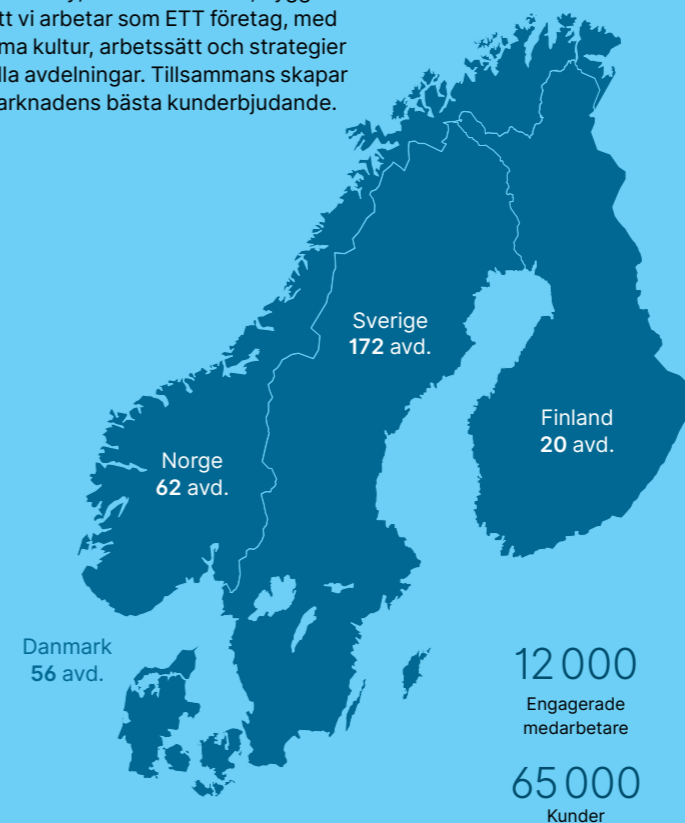 tt vi arbetar som ETT företag, med
ma kultur, arbetssätt och strategier
lla avdelningar. Tillsammans skapar
arknadens bästa kunderbjudande.
Sverige
172 avd.
Finland
20 avd.
Norge
62 avd.
Danmark
56 avd.
12 000
Engagerade
medarbetare
65 000
Kunder